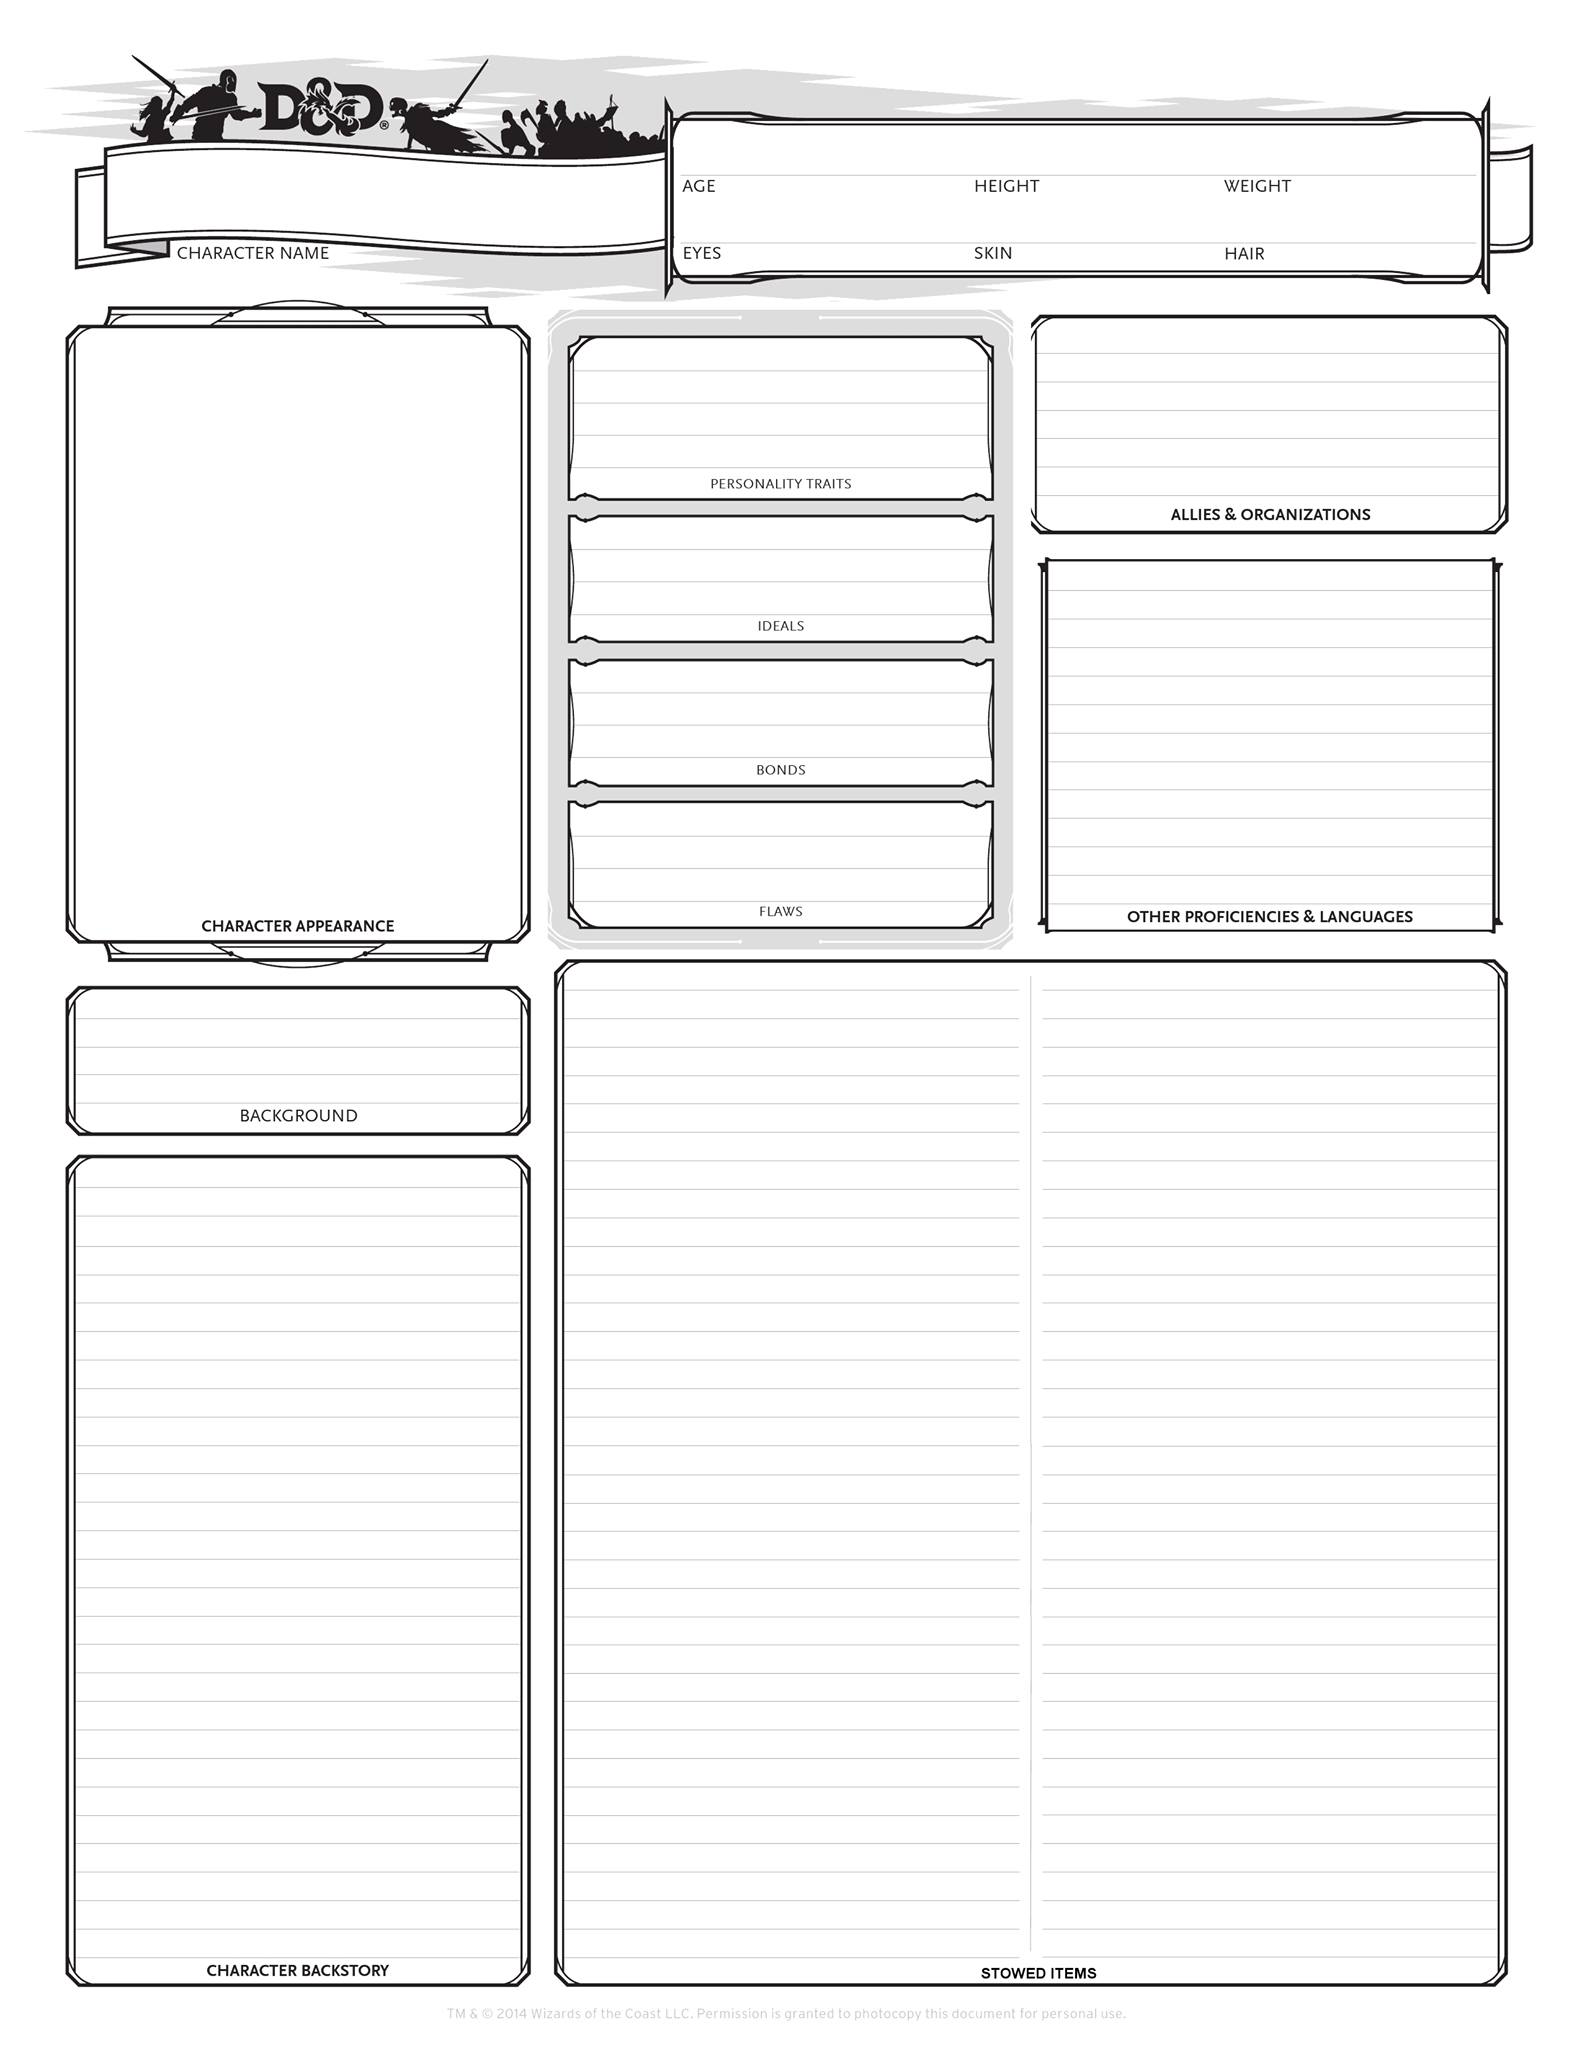 D&D®
CHARACTER NAME
AGE HEIGHT WEIGHT
EYES SKIN HAIR
CHARACTER APPEARANCE
PERSONALITY TRAITS
IDEALS
BONDS
FLAWS
ALLIES & ORGANIZATIONS
OTHER PROFICIENCIES & LANGUAGES
BACKGROUND
CHARACTER BACKSTORY
STOWED ITEMS
TM & © 2014 Wizards of the Coast LLC. Permission is granted to photocopy this document for personal use.